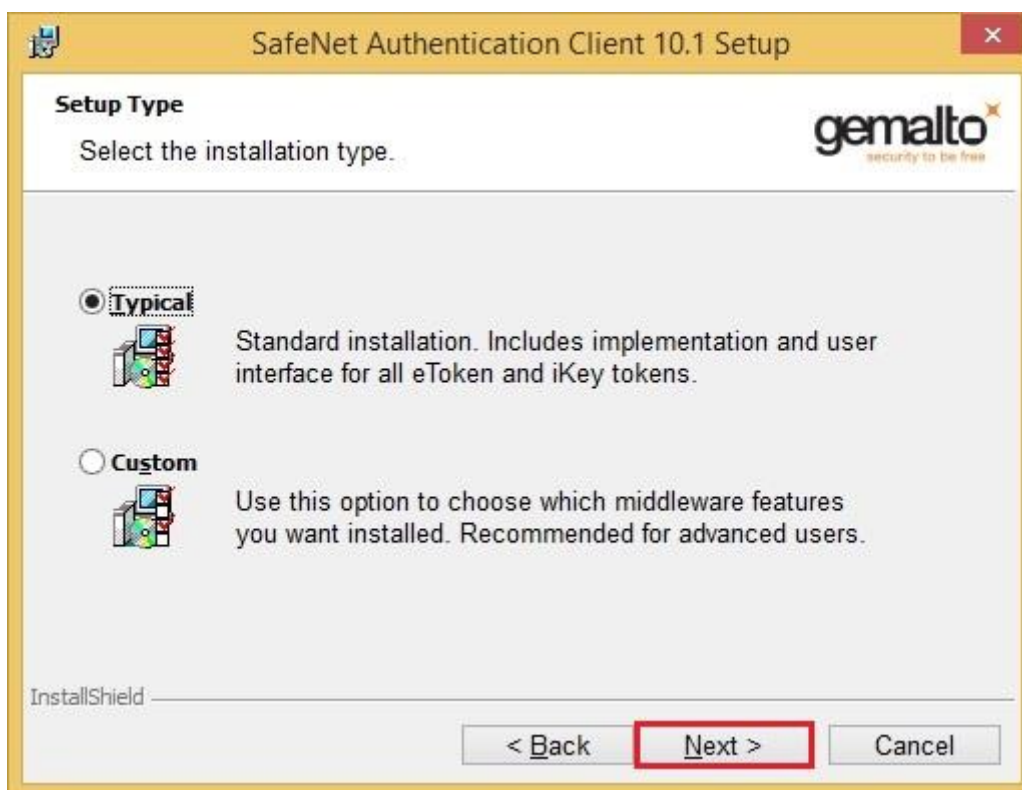 SafeNet Authentication Client 10.1 Setup
Setup Type
Select the installation type.
gemalto
security to be free
Typical
Standard installation. Includes implementation and user
interface for all eToken and iKey tokens.
Custom
Use this option to choose which middleware features
you want installed. Recommended for advanced users.
InstallShield
< Back
Next >
Cancel